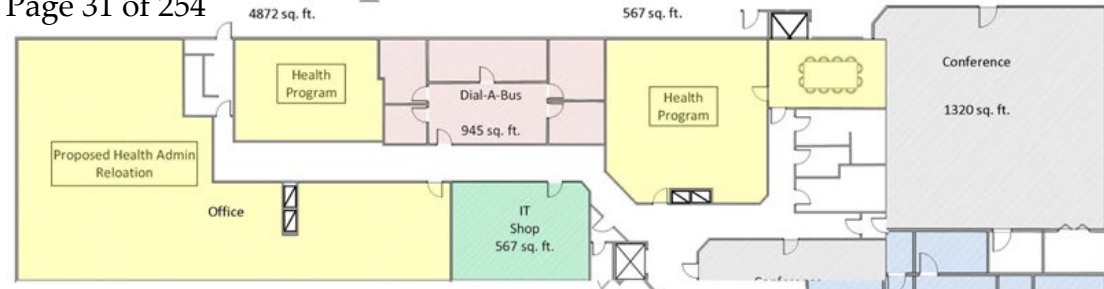 Page 31 of 254
4872 sq. ft.
567 sq. ft.
Health
Program
Dial-A-Bus
945 sq. ft.
Health
Program
Conference
1320 sq. ft.
Proposed Health Admin
Reloation
Office
IT
Shop
567 sq. ft.
Conference